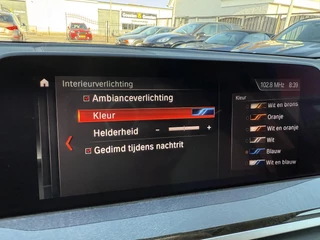 102.6 MHz 8:39
Interieurverlichting
Ambianceverlichting
Kleur
Helderheid - +
Gedimd tijdens nachtrit
Kleur
Wit en brons
Oranje
Wit en oranje
Wit
Blauw
Wit en blauw